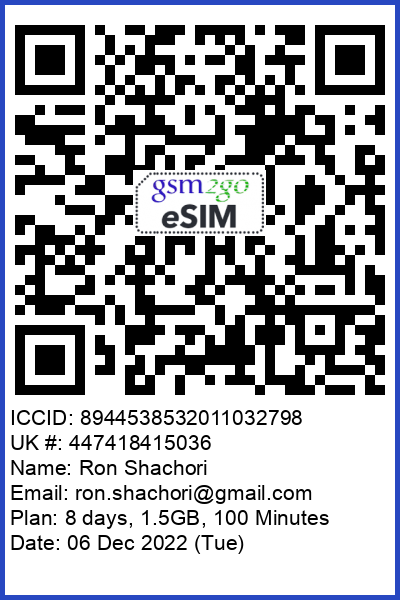 gsm2go
eSIM
ICCID: 8944538532011032798
UK #: 447418415036
Name: Ron Shachori
Email: ron.shachori@gmail.com
Plan: 8 days, 1.5GB, 100 Minutes
Date: 06 Dec 2022 (Tue)